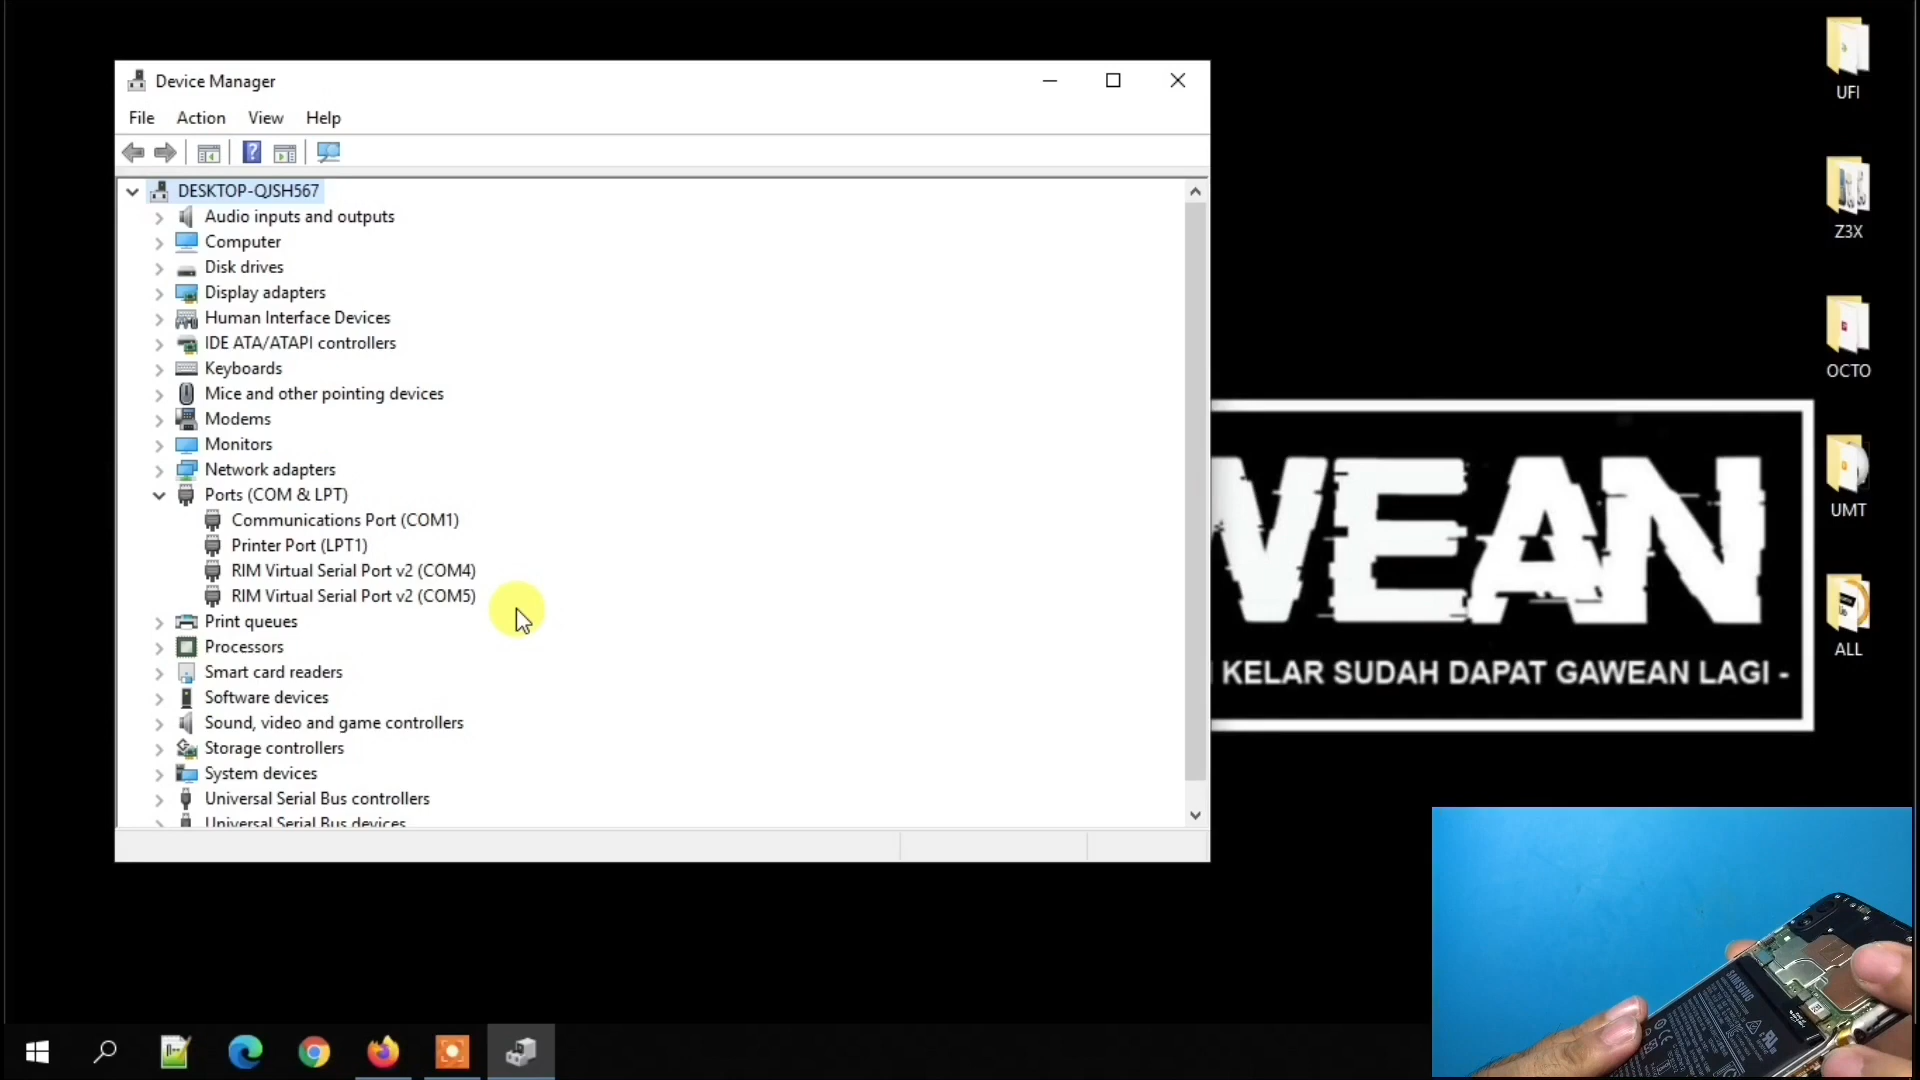 Device Manager
File Action View Help
DESKTOP-QJSH567
Audio inputs and outputs
Computer
Disk drives
Display adapters
Human Interface Devices
IDE ATA/ATAPI controllers
Keyboards
Mice and other pointing devices
Modems
Monitors
Network adapters
Ports (COM & LPT)
Communications Port (COM1)
Printer Port (LPT1)
RIM Virtual Serial Port v2 (COM4)
RIM Virtual Serial Port v2 (COM5)
Print queues
Processors
Smart card readers
Software devices
Sound, video and game controllers
Storage controllers
System devices
Universal Serial Bus controllers
Universal Serial Bus devices
UFI
Z3X
OCTO
UMT
ALL
WEAN
KELAR SUDAH DAPAT GAWEAN LAGI -
SAMSUNG